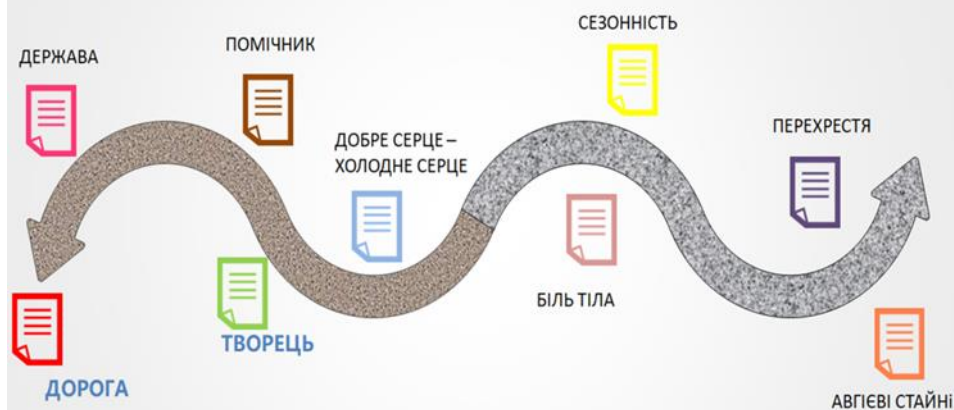 СЕЗОННІСТЬ
ПОМІЧНИК
ДЕРЖАВА
ДОБРЕ СЕРЦЕ –
ХОЛОДНЕ СЕРЦЕ
ПЕРЕХРЕСТЯ
БІЛЬ ТІЛА
ТВОРЕЦЬ
ДОРОГА
АВГІЄВІ СТАЙНІ